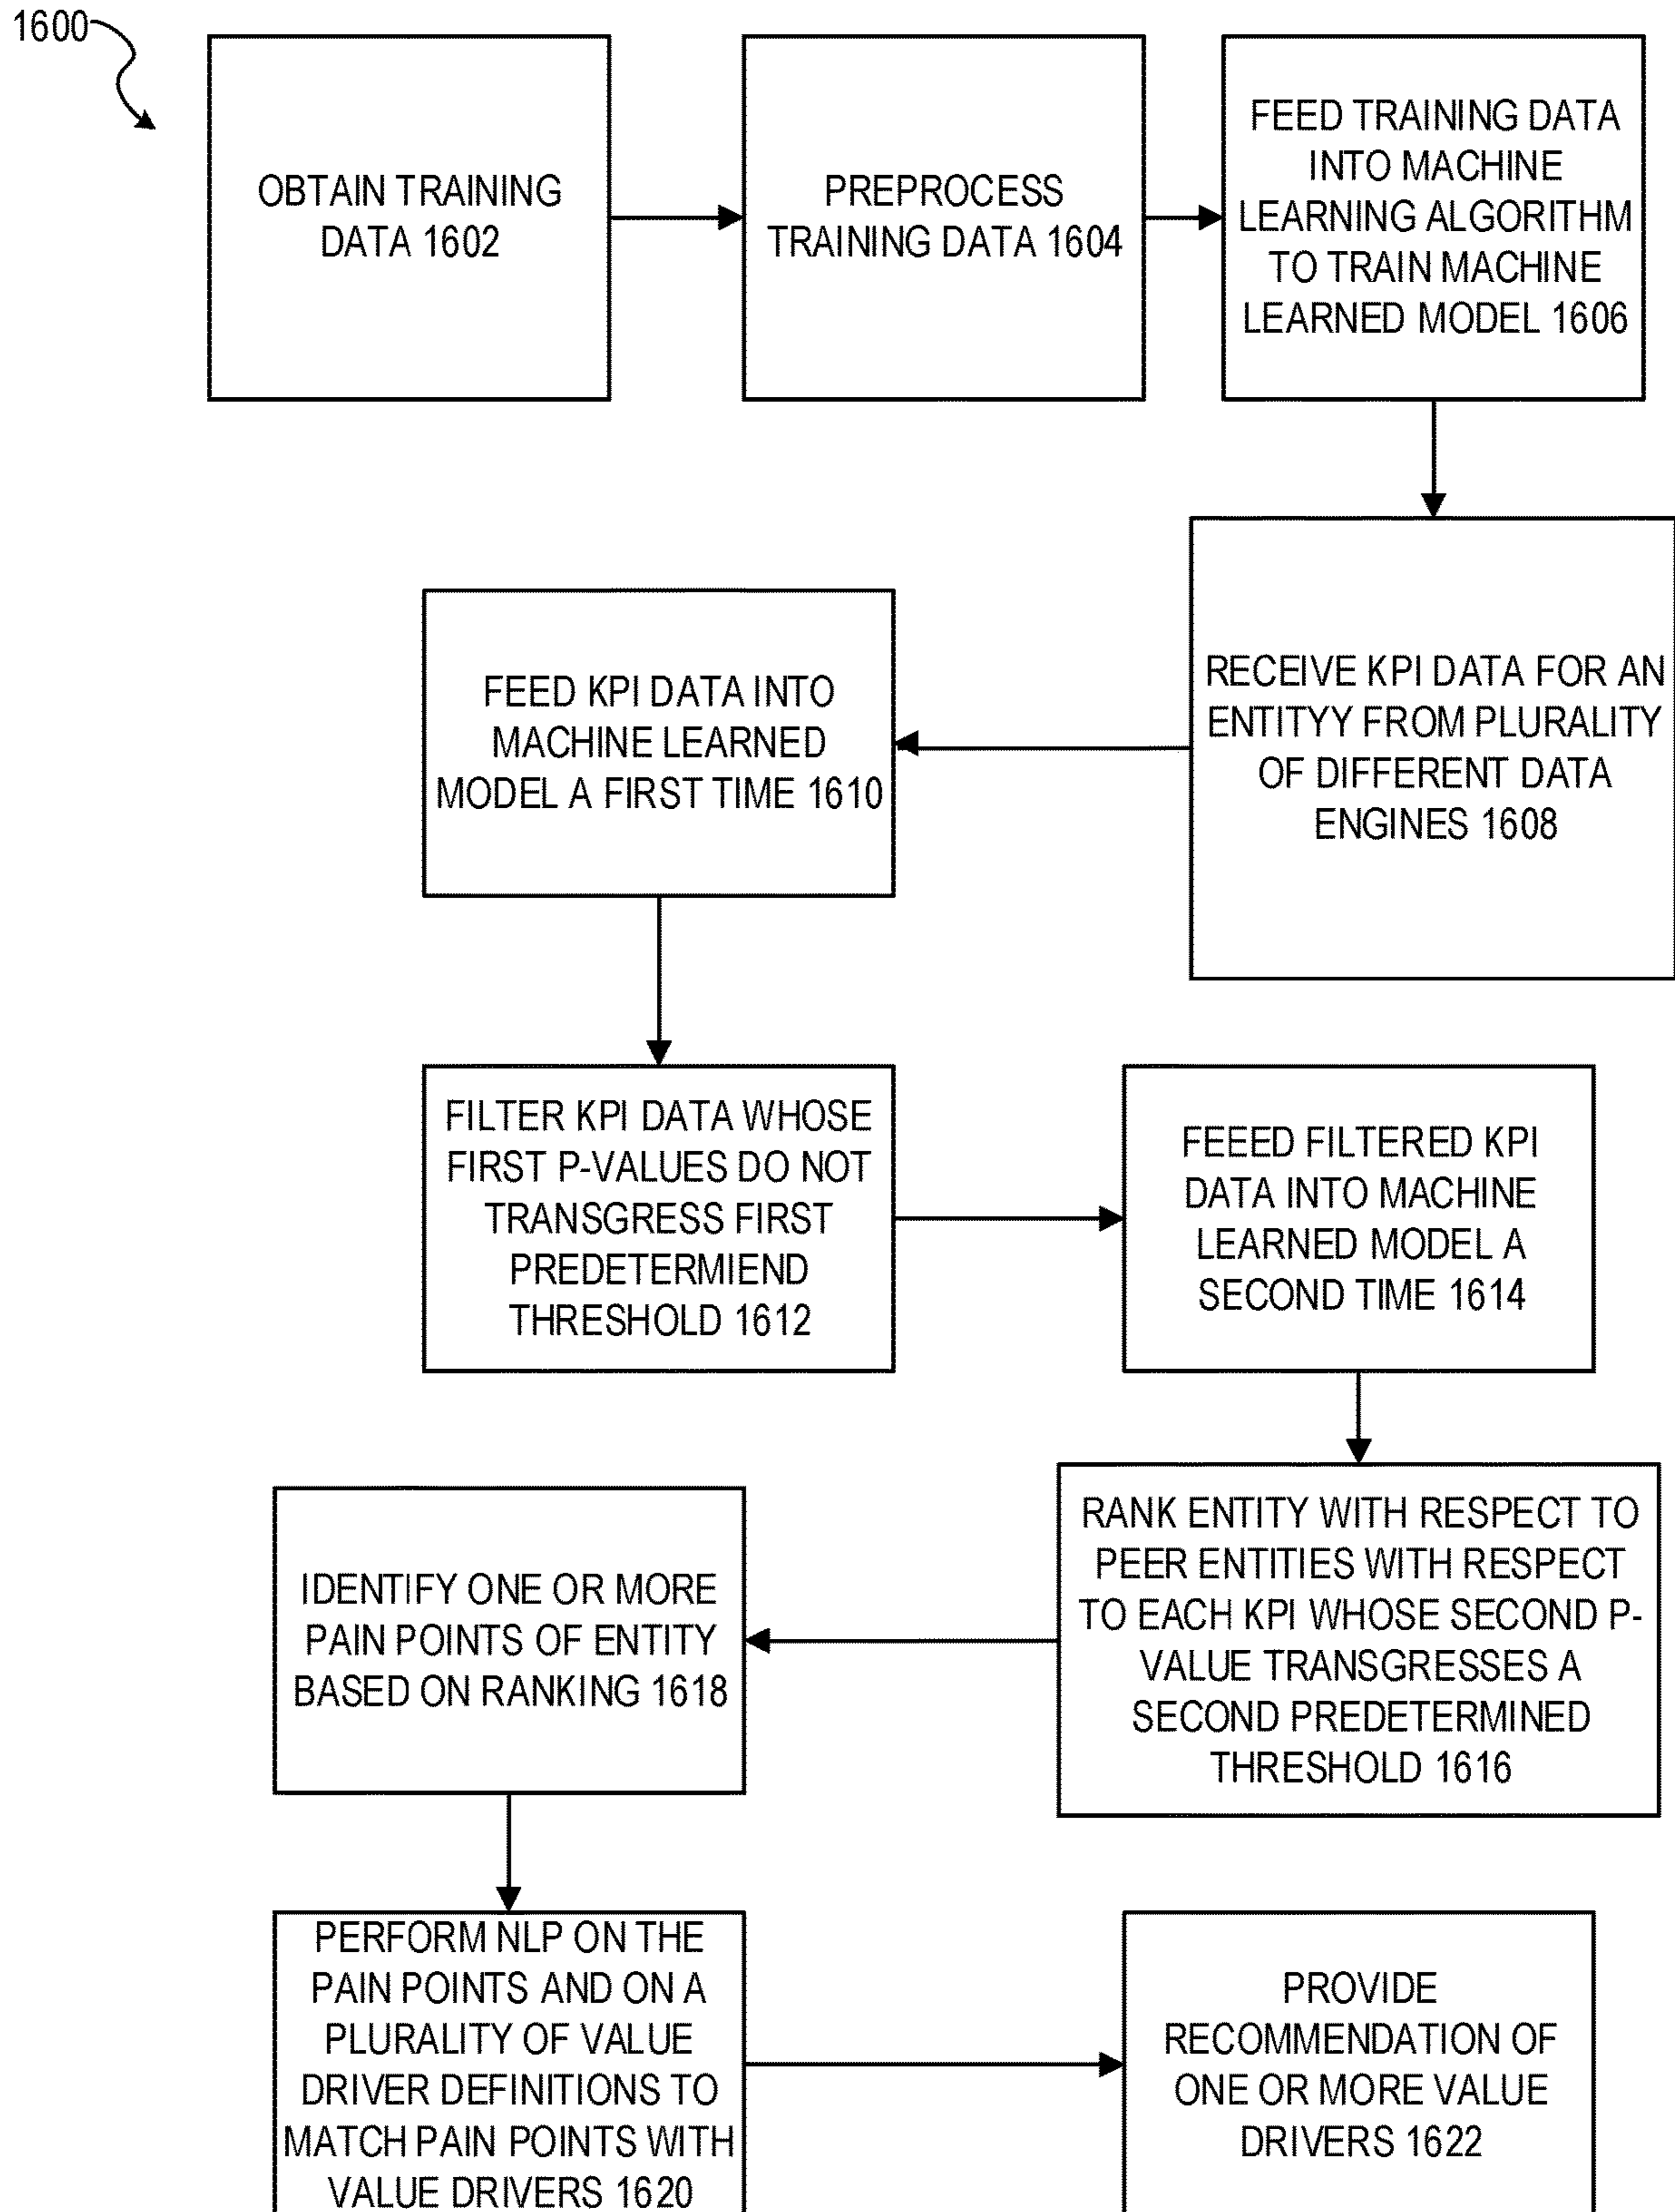 1600
OBTAIN TRAINING
DATA 1602
PREPROCESS
TRAINING DATA 1604
FEED TRAINING DATA
INTO MACHINE
LEARNING ALGORITHM
TO TRAIN MACHINE
LEARNED MODEL 1606
RECEIVE KPI DATA FOR AN
ENTITYY FROM PLURALITY
OF DIFFERENT DATA
ENGINES 1608
FEED KPI DATA INTO
MACHINE LEARNED
MODEL A FIRST TIME 1610
FILTER KPI DATA WHOSE
FIRST P-VALUES DO NOT
TRANSGRESS FIRST
PREDETERMIEND
THRESHOLD 1612
FEEED FILTERED KPI
DATA INTO MACHINE
LEARNED MODEL A
SECOND TIME 1614
RANK ENTITY WITH RESPECT TO
PEER ENTITIES WITH RESPECT
TO EACH KPI WHOSE SECOND P-
VALUE TRANSGRESSES A
SECOND PREDETERMINED
THRESHOLD 1616
IDENTIFY ONE OR MORE
PAIN POINTS OF ENTITY
BASED ON RANKING 1618
PERFORM NLP ON THE
PAIN POINTS AND ON A
PLURALITY OF VALUE
DRIVER DEFINITIONS TO
MATCH PAIN POINTS WITH
VALUE DRIVERS 1620
PROVIDE
RECOMMENDATION OF
ONE OR MORE VALUE
DRIVERS 1622